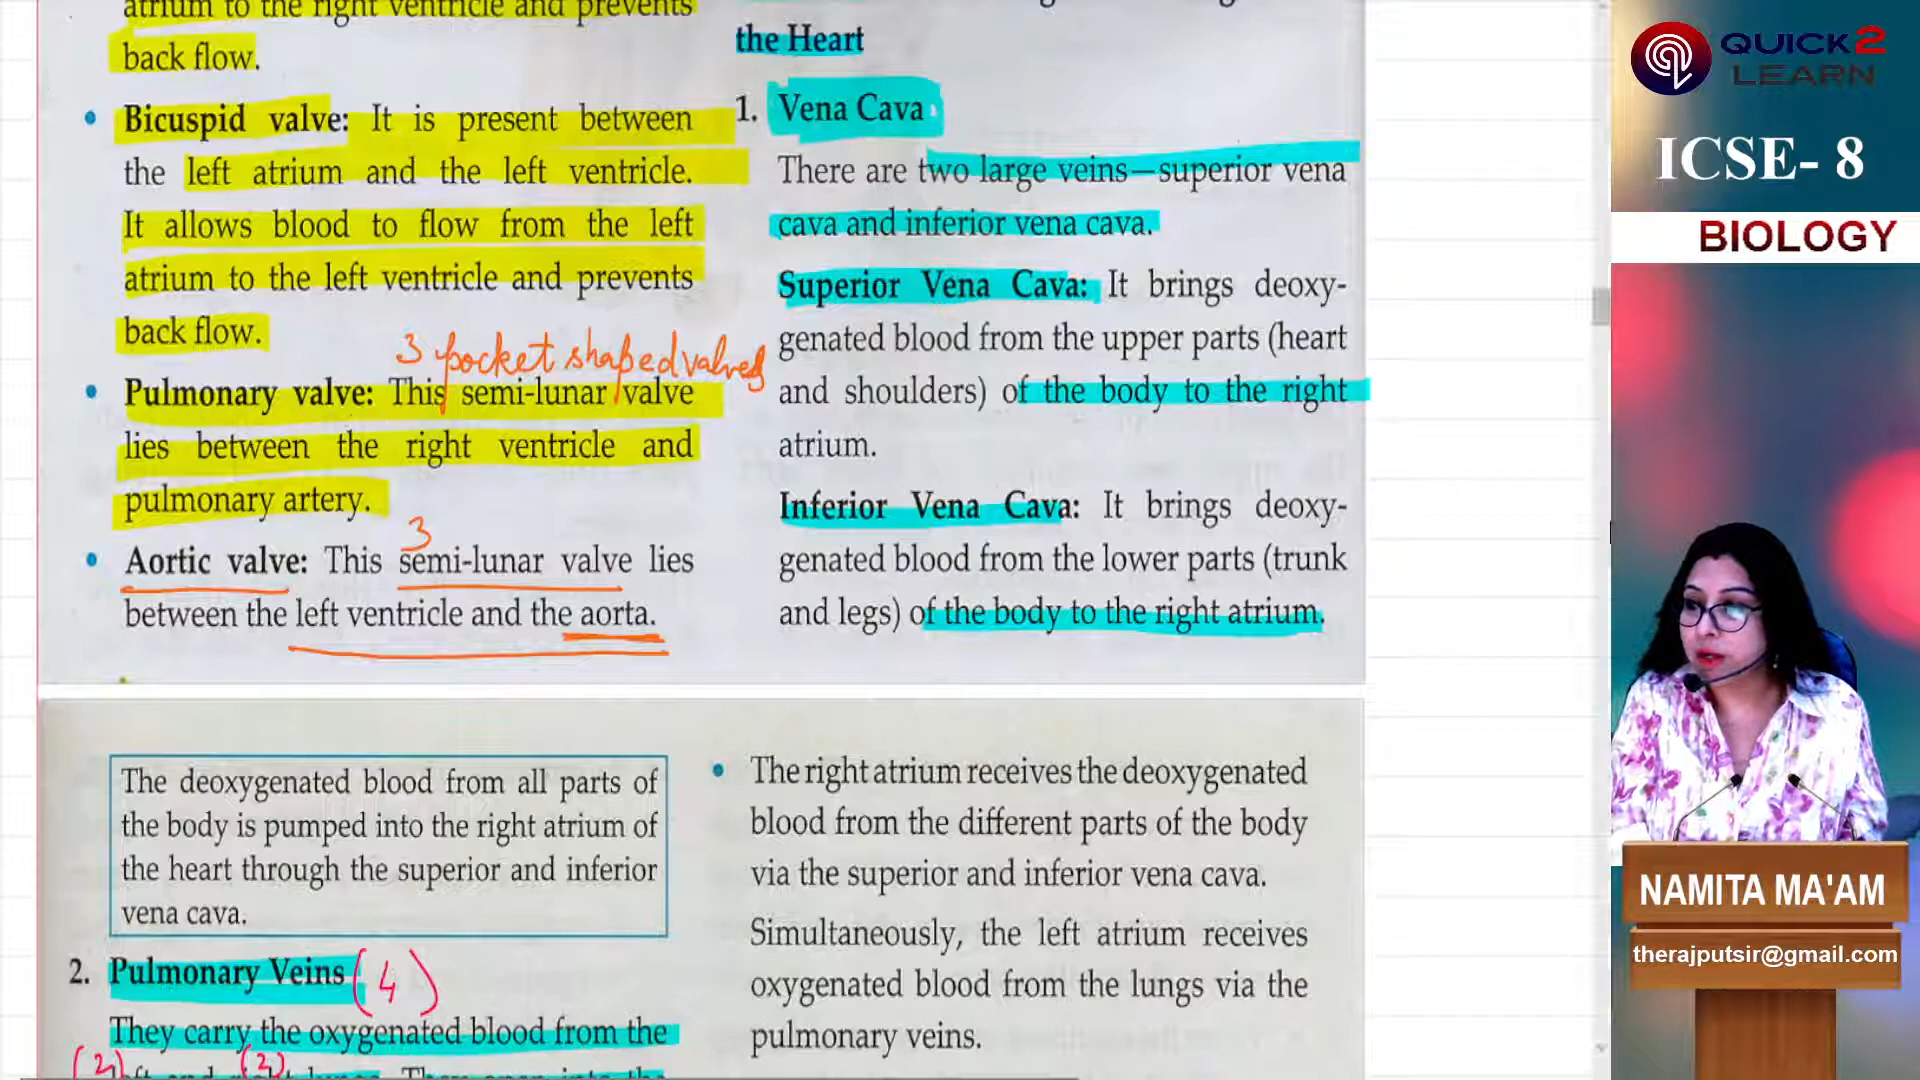 atrium to the right ventricle and prevents
back flow.
• Bicuspid valve: It is present between
the left atrium and the left ventricle.
It allows blood to flow from the left
atrium to the left ventricle and prevents
back flow.
3 pocket shaped valves
• Pulmonary valve: This semi-lunar valve
lies between the right ventricle and
pulmonary artery.
3
• Aortic valve: This semi-lunar valve lies
between the left ventricle and the aorta.
the Heart
1. Vena Cava
There are two large veins—superior vena
cava and inferior vena cava.
Superior Vena Cava: It brings deoxy-
genated blood from the upper parts (heart
and shoulders) of the body to the right
atrium.
Inferior Vena Cava: It brings deoxy-
genated blood from the lower parts (trunk
and legs) of the body to the right atrium.
The deoxygenated blood from all parts of
the body is pumped into the right atrium of
the heart through the superior and inferior
vena cava.
2. Pulmonary Veins (4)
They carry the oxygenated blood from the
(2) (2)
• The right atrium receives the deoxygenated
blood from the different parts of the body
via the superior and inferior vena cava.
Simultaneously, the left atrium receives
oxygenated blood from the lungs via the
pulmonary veins.
QUICK2
LEARN
ICSE- 8
BIOLOGY
NAMITA MA'AM
therajputsir@gmail.com